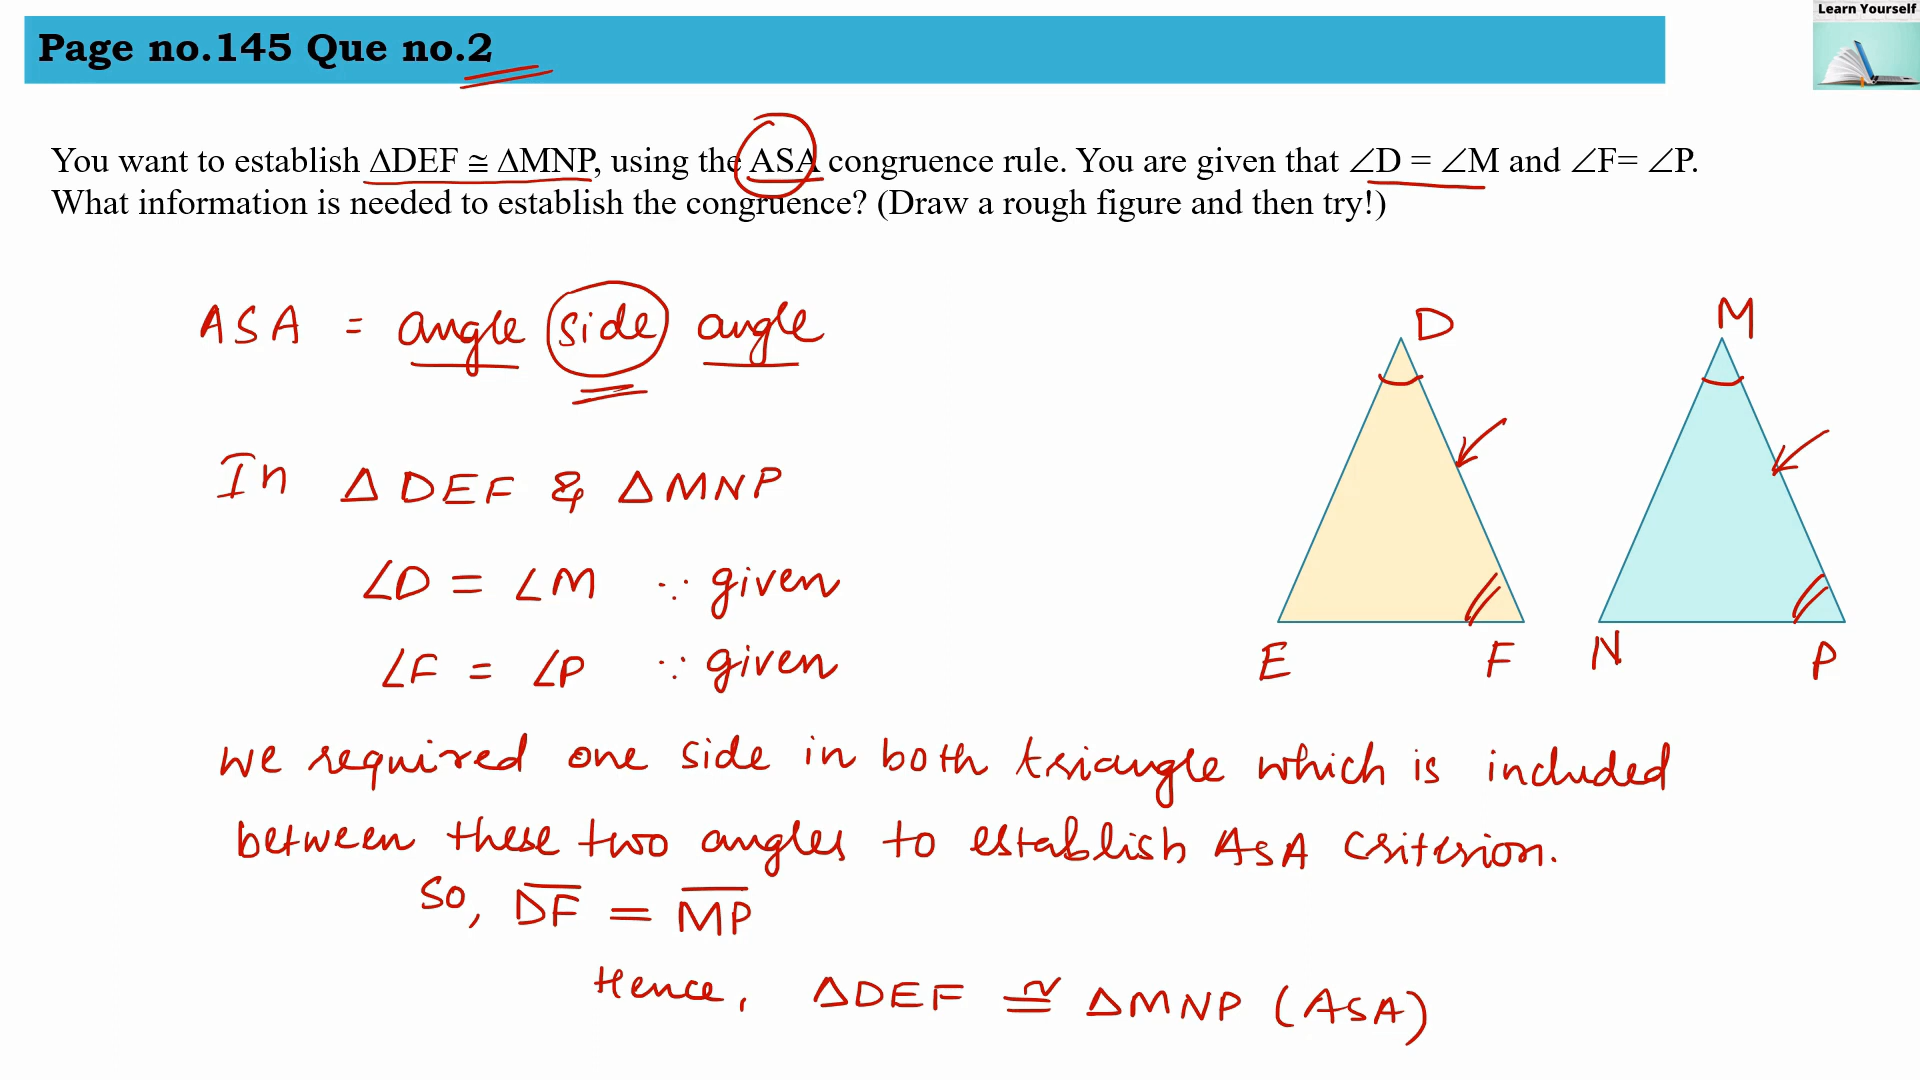 Learn Yourself
Page no.145 Que no.2
You want to establish ΔDEF ≅ ΔMNP, using the ASA congruence rule. You are given that ∠D = ∠M and ∠F= ∠P.
What information is needed to establish the congruence? (Draw a rough figure and then try!)
ASA = angle side angle
D M
In Δ DEF & ΔMNP
∠D = ∠M ∵ given
∠F = ∠P ∵ given
E F N P
We required one side in both triangle which is included
between these two angles to establish ASA criterion.
So, D̅F̅ = M̅P̅
Hence, ΔDEF ≅ ΔMNP (ASA)